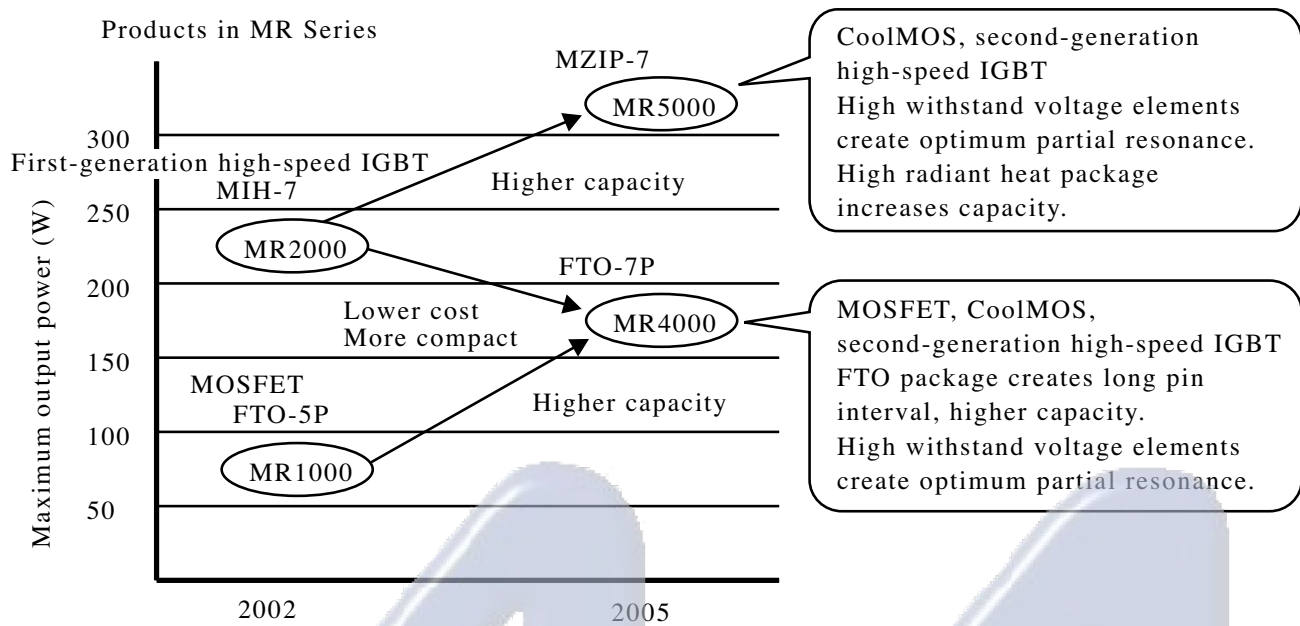 Products in MR Series
MZIP-7
MR5000
CoolMOS, second-generation
high-speed IGBT
High withstand voltage elements
create optimum partial resonance.
High radiant heat package
increases capacity.
300
First-generation high-speed IGBT
MIH-7
Higher capacity
250
MR2000
FTO-7P
200
Lower cost
More compact
MR4000
MOSFET, CoolMOS,
second-generation high-speed IGBT
FTO package creates long pin
interval, higher capacity.
High withstand voltage elements
create optimum partial resonance.
150
MOSFET
FTO-5P
Higher capacity
100
MR1000
50
Maximum output power (W)
2002
2005